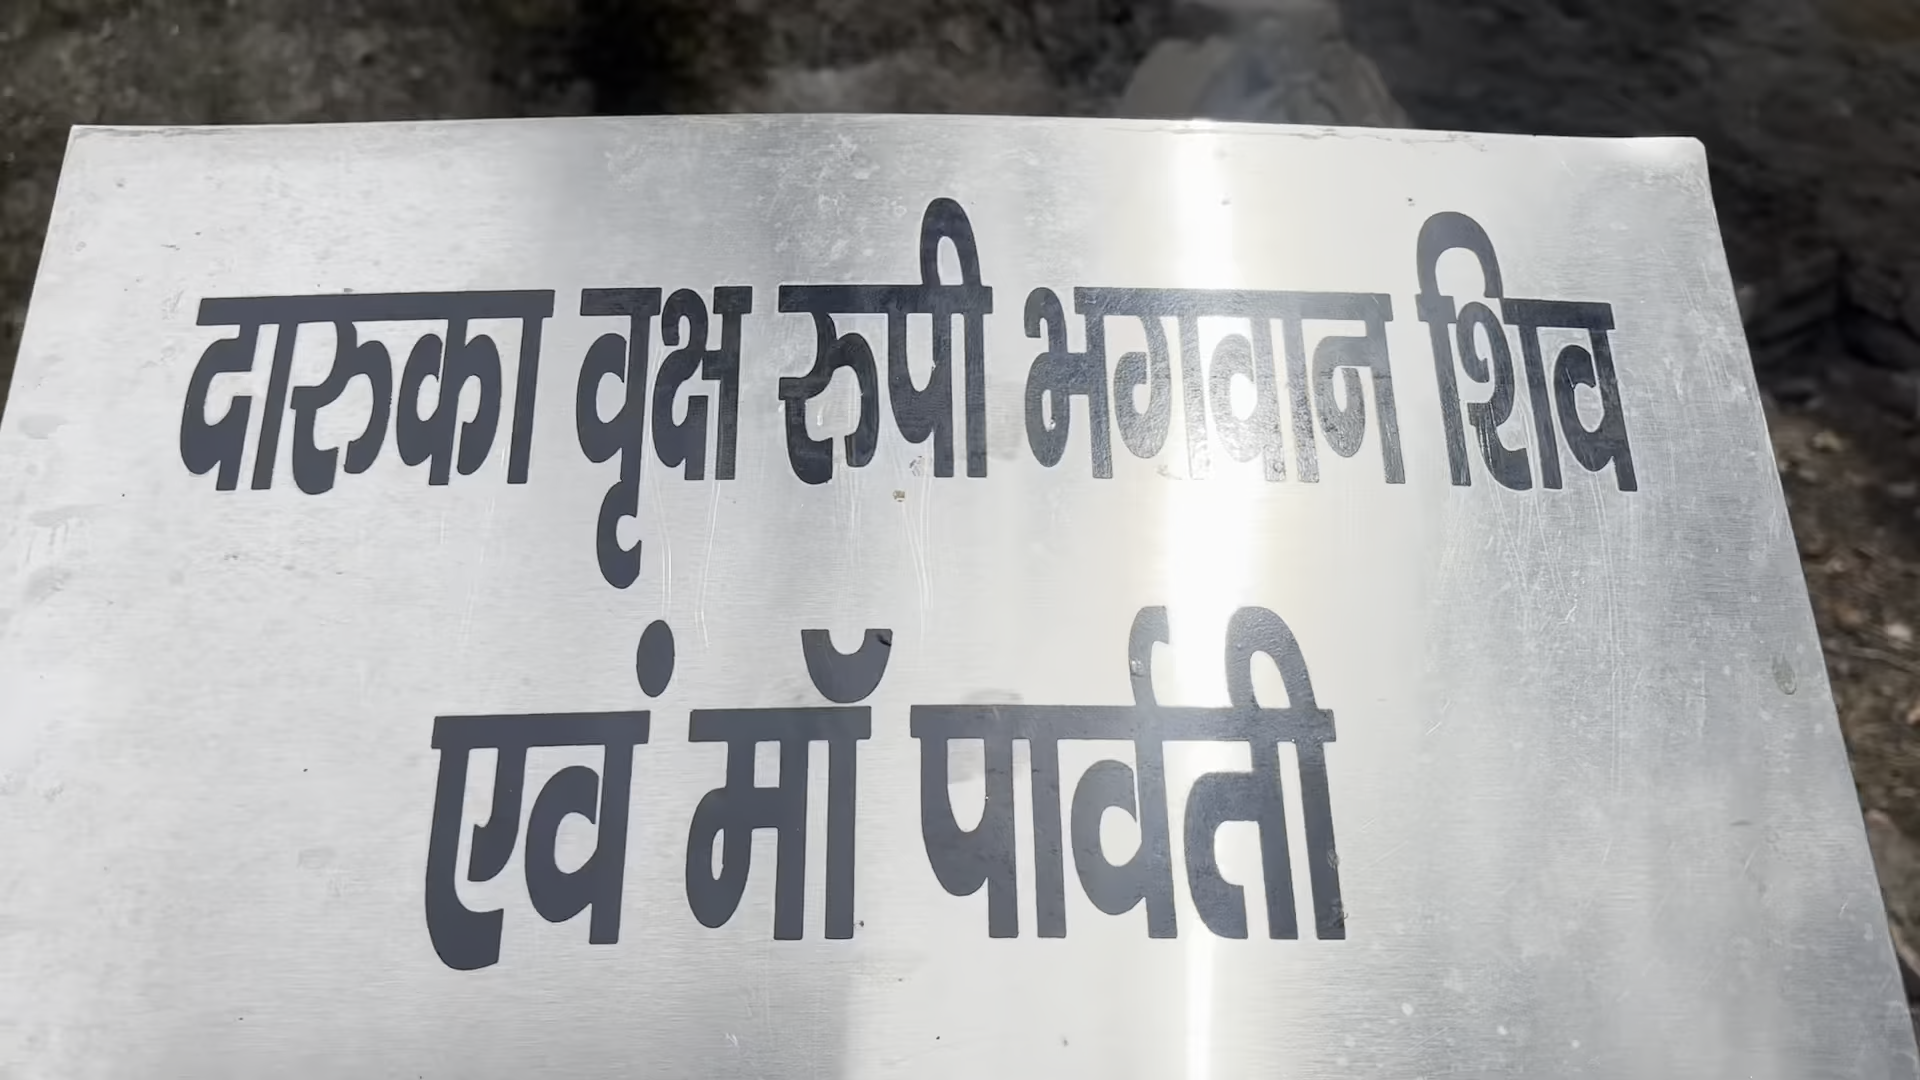 दारुका वृक्ष रुपी भगवान शिव
एवं मॉ पार्वती